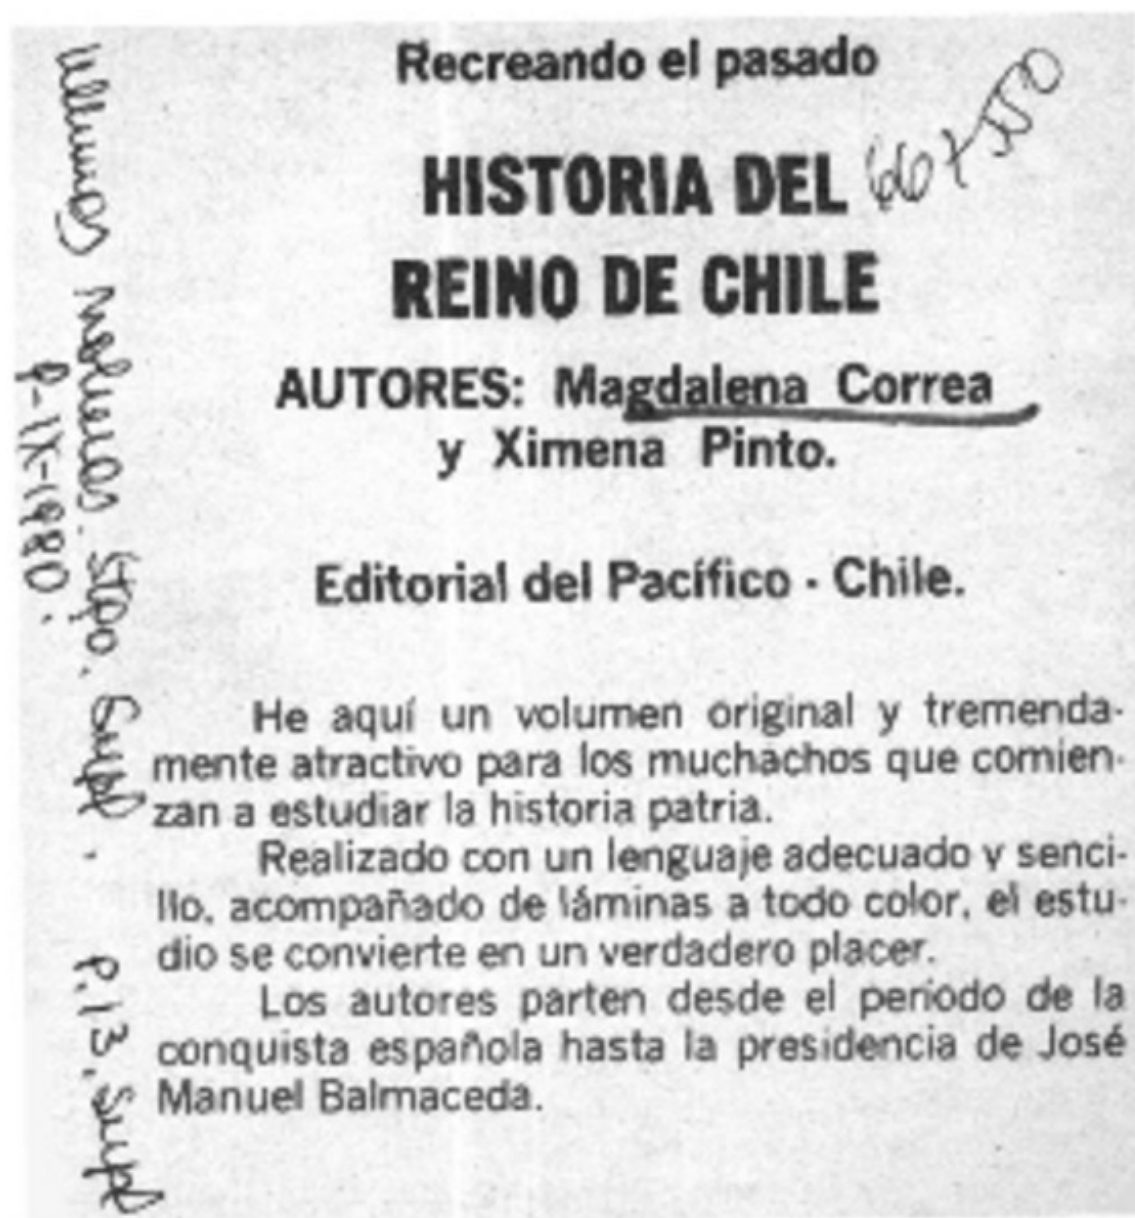 Recreando el pasado
HISTORIA DEL
REINO DE CHILE
AUTORES: Magdalena Correa
y Ximena Pinto.
Editorial del Pacífico - Chile.
He aquí un volumen original y tremenda-
mente atractivo para los muchachos que comien-
zan a estudiar la historia patria.
Realizado con un lenguaje adecuado y senci-
llo, acompañado de láminas a todo color, el estu-
dio se convierte en un verdadero placer.
Los autores parten desde el período de la
conquista española hasta la presidencia de José
Manuel Balmaceda.
Últimas Noticias. Stgo. Supl. P.13. Supl
9-IX-1980.